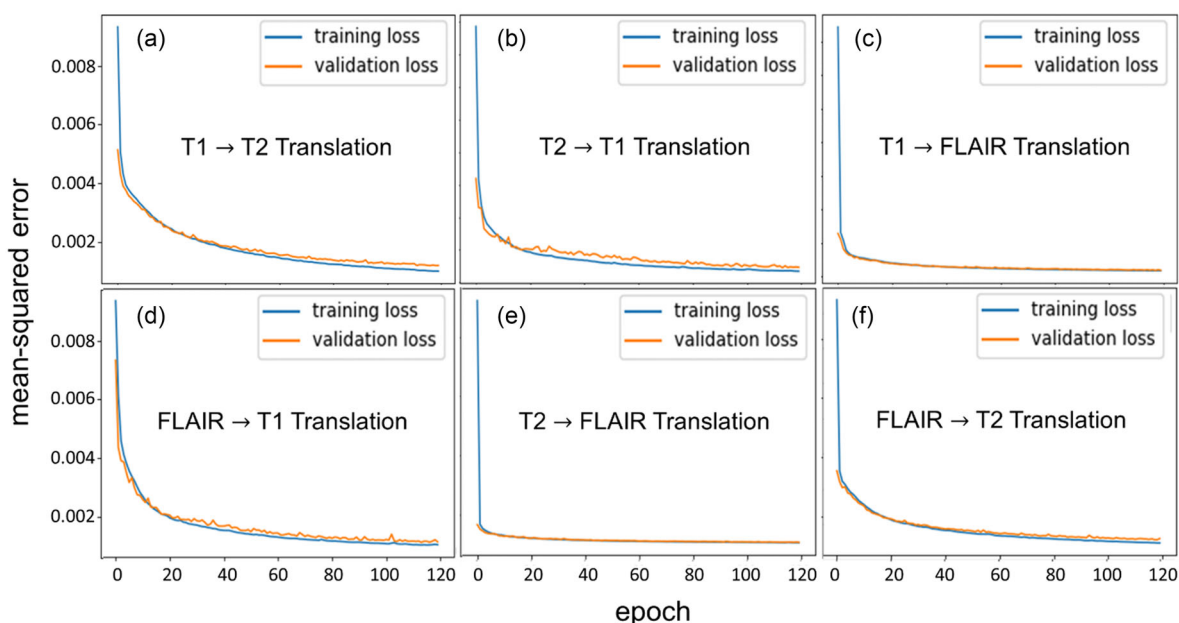 (a)
training loss
validation loss
T1 → T2 Translation
(b)
training loss
validation loss
T2 → T1 Translation
(c)
training loss
validation loss
T1 → FLAIR Translation
0.008
0.006
0.004
0.002
mean-squared error
(d)
training loss
validation loss
FLAIR → T1 Translation
(e)
training loss
validation loss
T2 → FLAIR Translation
(f)
training loss
validation loss
FLAIR → T2 Translation
0.008
0.006
0.004
0.002
0 20 40 60 80 100 120
0 20 40 60 80 100 120
0 20 40 60 80 100 120
epoch